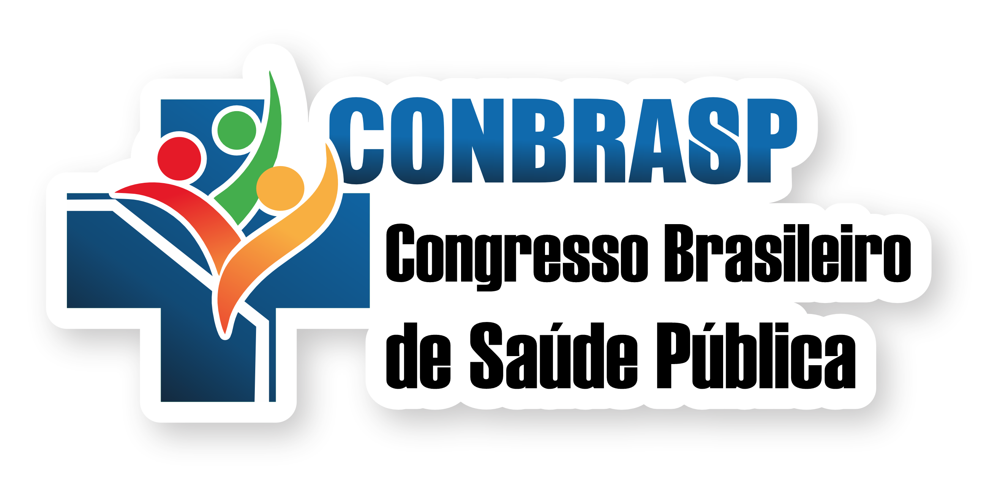 CONBRASP
Congresso Brasileiro
de Saúde Pública